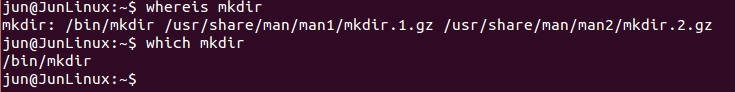 jun@JunLinux:~$ whereis mkdir
mkdir: /bin/mkdir /usr/share/man/man1/mkdir.1.gz /usr/share/man/man2/mkdir.2.gz
jun@JunLinux:~$ which mkdir
/bin/mkdir
jun@JunLinux:~$